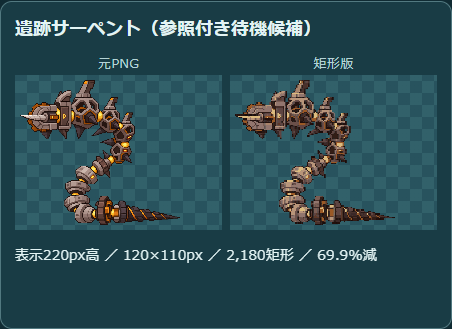 遺跡サーペント（参照付き待機候補）
元PNG
矩形版
表示220px高 ／ 120×110px ／ 2,180矩形 ／ 69.9%減